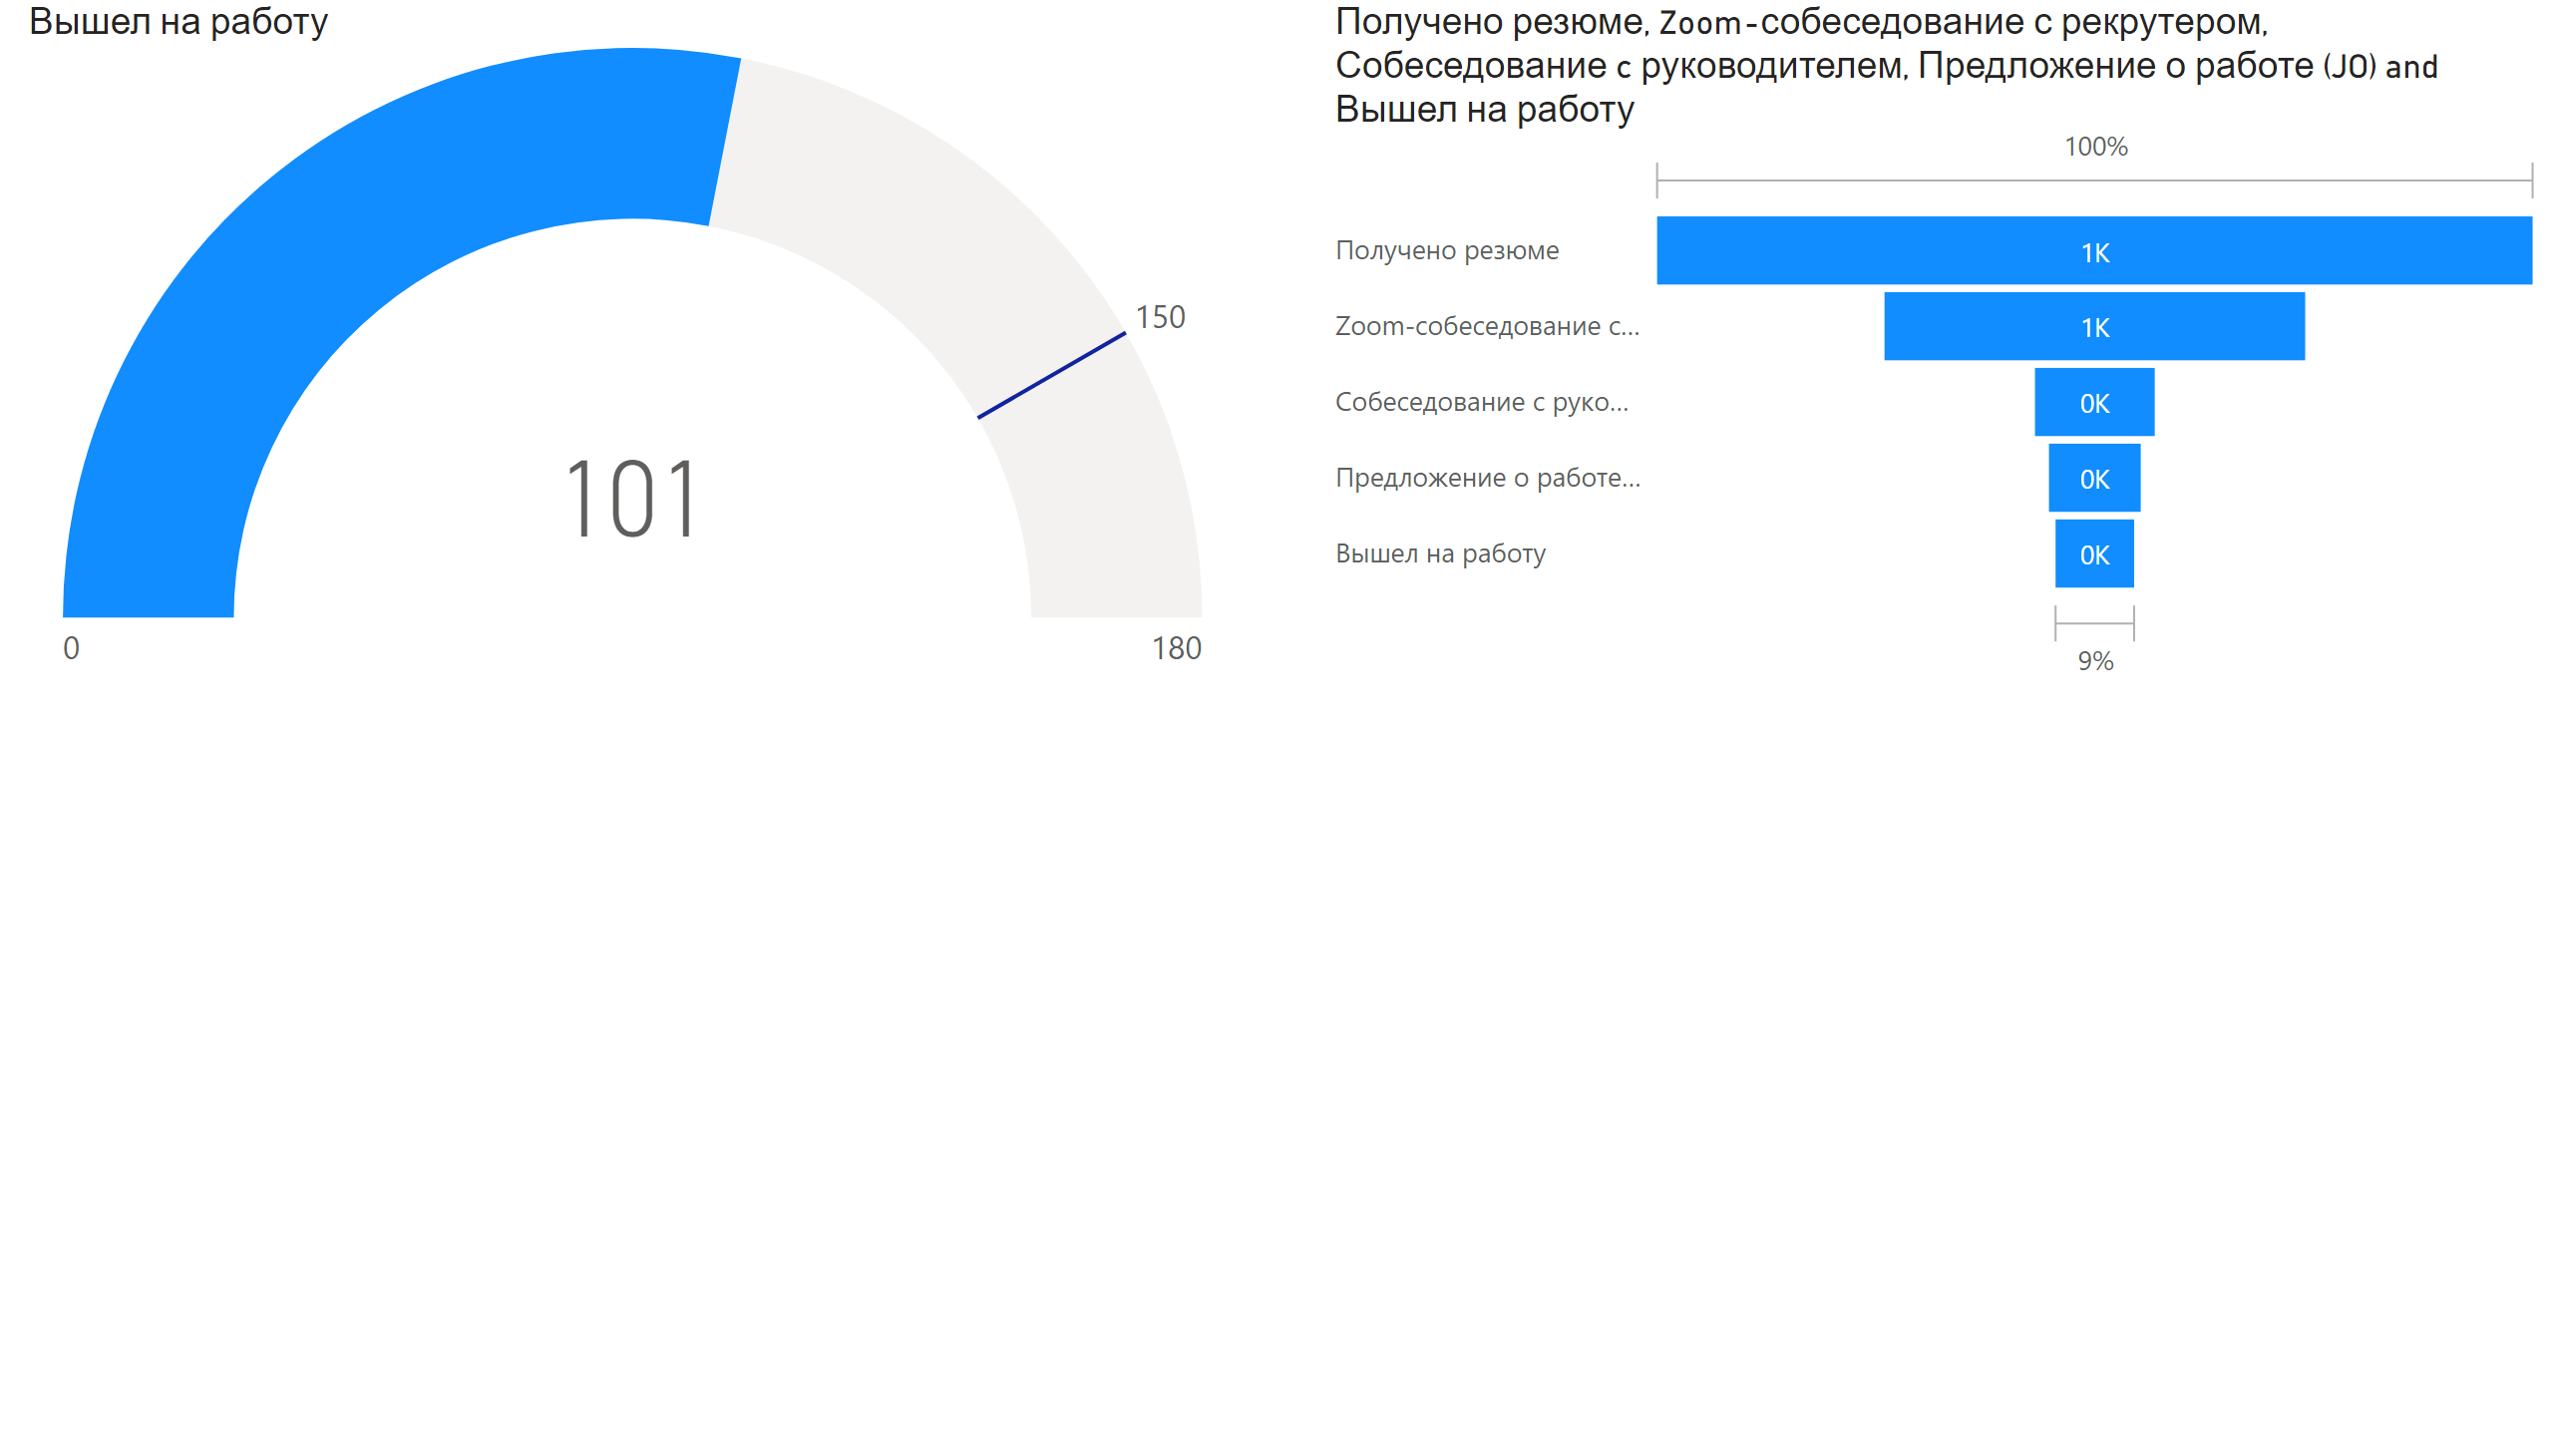 Вышел на работу
150
101
0
180
Получено резюме, Zoom-собеседование с рекрутером,
Собеседование с руководителем, Предложение о работе (JO) and
Вышел на работу
100%
Получено резюме 1K
Zoom-собеседование с... 1K
Собеседование с руко... 0K
Предложение о работе... 0K
Вышел на работу 0K
9%